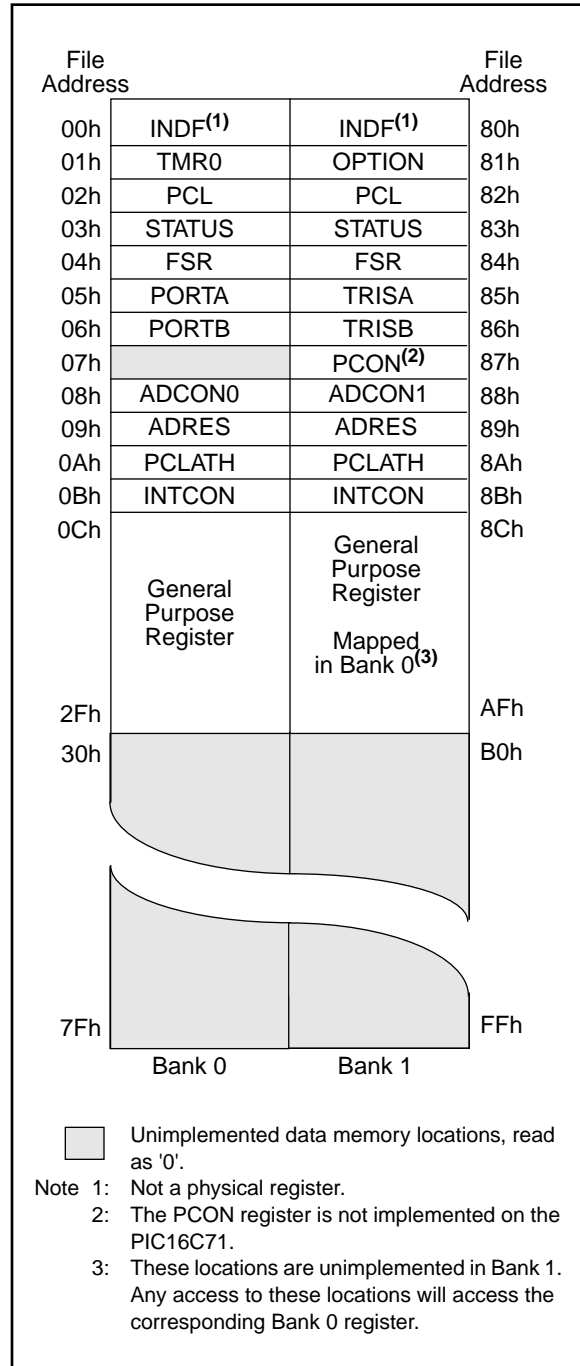 File Address File Address
00h INDF(1) INDF(1) 80h
01h TMR0 OPTION 81h
02h PCL PCL 82h
03h STATUS STATUS 83h
04h FSR FSR 84h
05h PORTA TRISA 85h
06h PORTB TRISB 86h
07h PCON(2) 87h
08h ADCON0 ADCON1 88h
09h ADRES ADRES 89h
0Ah PCLATH PCLATH 8Ah
0Bh INTCON INTCON 8Bh
0Ch 8Ch
General
Purpose
Register
General
Purpose
Register
Mapped
in Bank 0(3)
2Fh AFh
30h B0h
7Fh FFh
Bank 0 Bank 1
Unimplemented data memory locations, read
as '0'.
Note 1: Not a physical register.
2: The PCON register is not implemented on the
PIC16C71.
3: These locations are unimplemented in Bank 1.
Any access to these locations will access the
corresponding Bank 0 register.